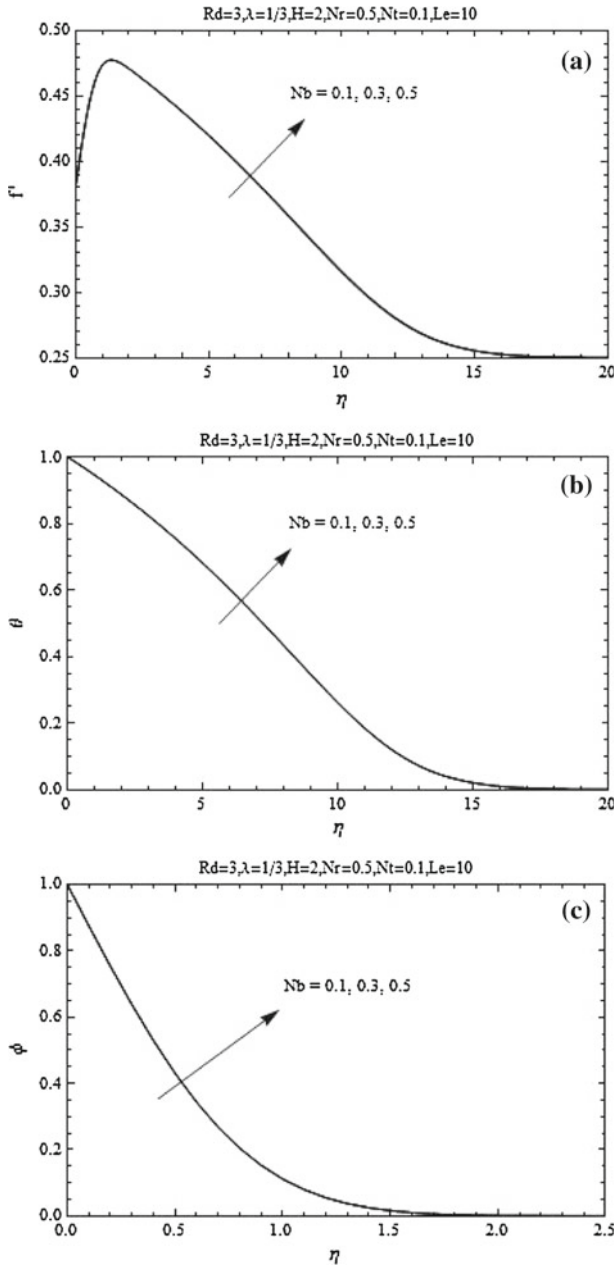 Rd=3,λ=1/3,H=2,Nr=0.5,Nt=0.1,Le=10
0.50
(a)
Nb = 0.1; 0.3; 0.5
0.45
0.40
f'
0.35
0.30
0.25
0 5 10 15 20
η
Rd=3,λ=1/3,H=2,Nr=0.5,Nt=0.1,Le=10
1.0
(b)
Nb = 0.1; 0.3; 0.5
0.8
0.6
θ
0.4
0.2
0.0
0 5 10 15 20
η
Rd=3,λ=1/3,H=2,Nr=0.5,Nt=0.1,Le=10
1.0
(c)
0.8
Nb = 0.1; 0.3; 0.5
0.6
ϕ
0.4
0.2
0.0
0.0 0.5 1.0 1.5 2.0 2.5
η